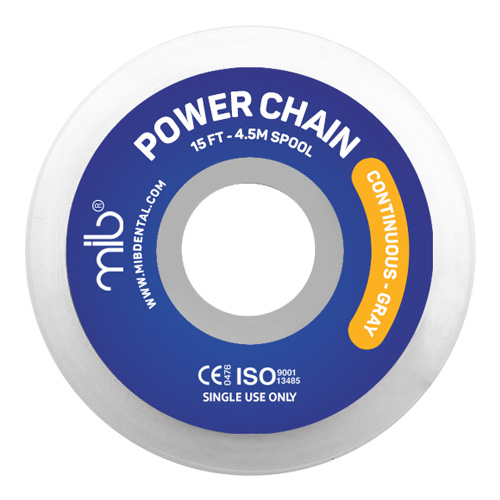 POWER CHAIN
15 FT - 4.5M SPOOL
CONTINUOUS - GRAY
mib®
WWW.MIBDENTAL.COM
CE 0476 ISO 9001
13485
SINGLE USE ONLY